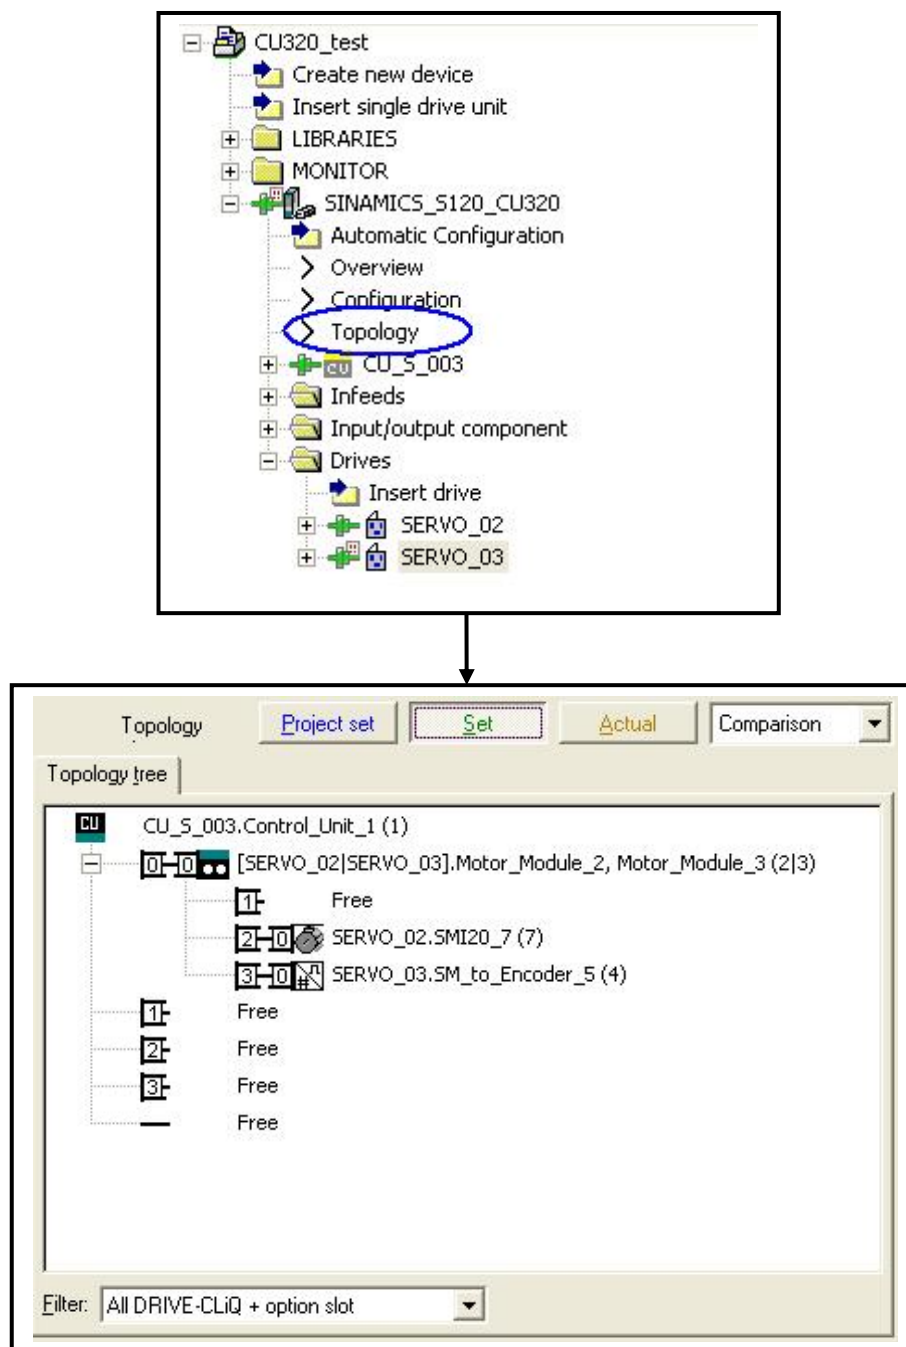 CU320_test
Create new device
Insert single drive unit
LIBRARIES
MONITOR
SINAMICS_S120_CU320
Automatic Configuration
Overview
Configuration
Topology
CU CU_S_003
Infeeds
Input/output component
Drives
Insert drive
SERVO_02
SERVO_03
Topology Project set Set Actual Comparison
Topology tree
CU CU_S_003.Control_Unit_1 (1)
0 0 [SERVO_02|SERVO_03].Motor_Module_2, Motor_Module_3 (2|3)
1 Free
2 0 SERVO_02.SMI20_7 (7)
3 0 # SERVO_03.SM_to_Encoder_5 (4)
1 Free
2 Free
3 Free
Free
Filter: All DRIVE-CLiQ + option slot